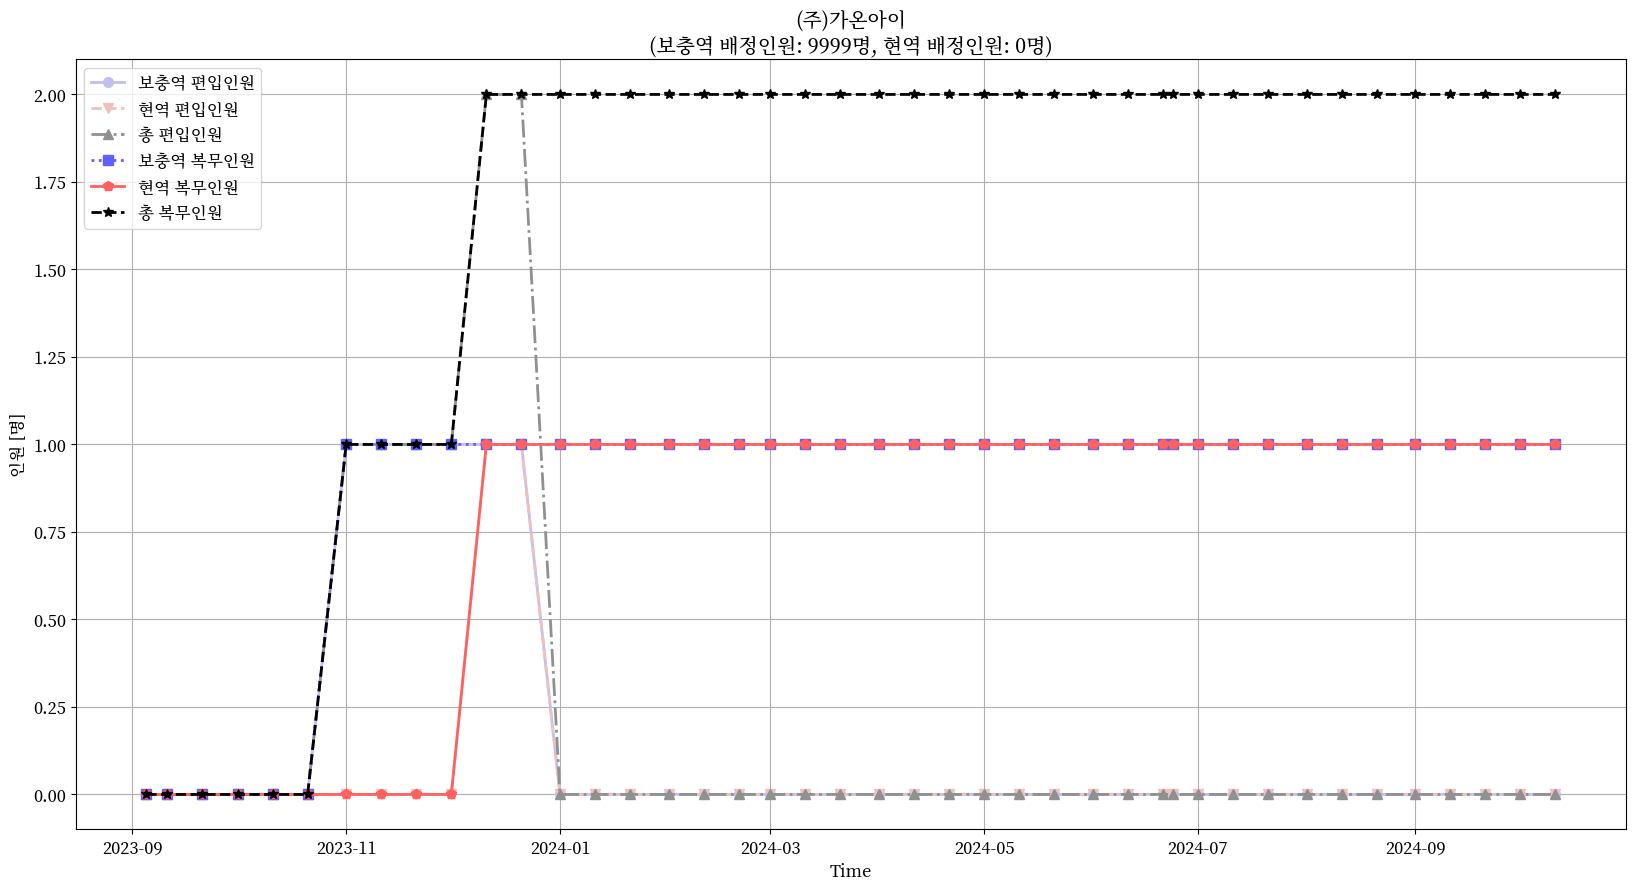 (주)가온아이
(보충역 배정인원: 9999명, 현역 배정인원: 0명)
보충역 편입인원
현역 편입인원
총 편입인원
보충역 복무인원
현역 복무인원
총 복무인원
2.00
1.75
1.50
1.25
1.00
0.75
0.50
0.25
0.00
인원 [명]
2023-09
2023-11
2024-01
2024-03
2024-05
2024-07
2024-09
Time